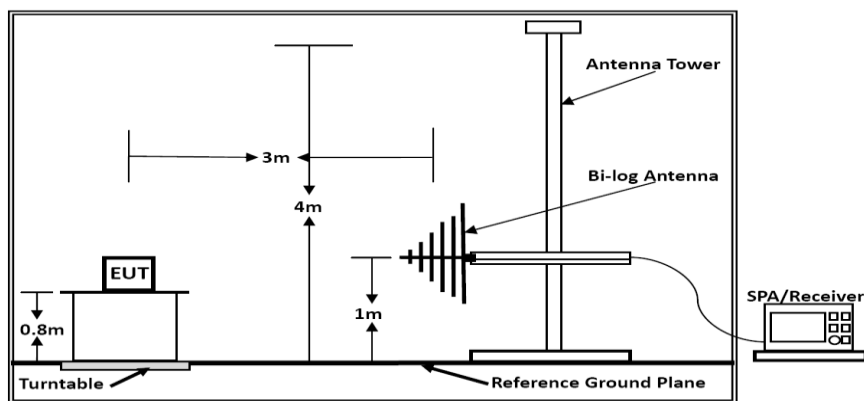 Antenna Tower
3m
Bi-log Antenna
4m
EUT
SPA/Receiver
0.8m
1m
Turntable
Reference Ground Plane